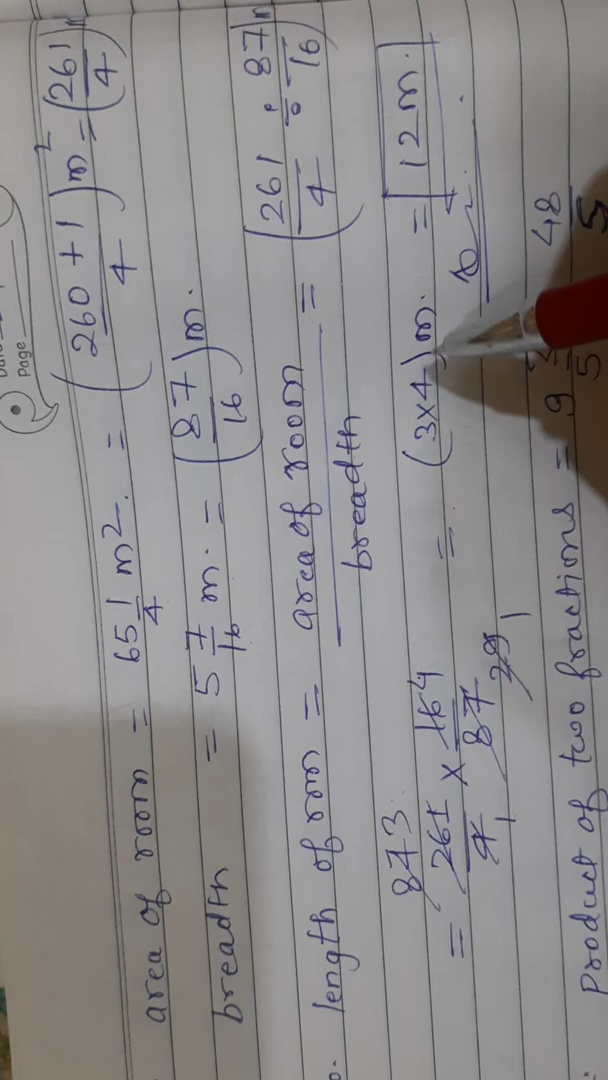 Page
area of room = 65 1/4 m2. = (260+1/4) m2 = (261/4)
breadth = 5 7/16 m. = (87/16) m.
length of rom = area of room/breadth = (261/4 ÷ 87/16)
= 261/4 × 16/87 = (3×4) m. = 12 m.
Product of two fractions = 9 3/5 48/5